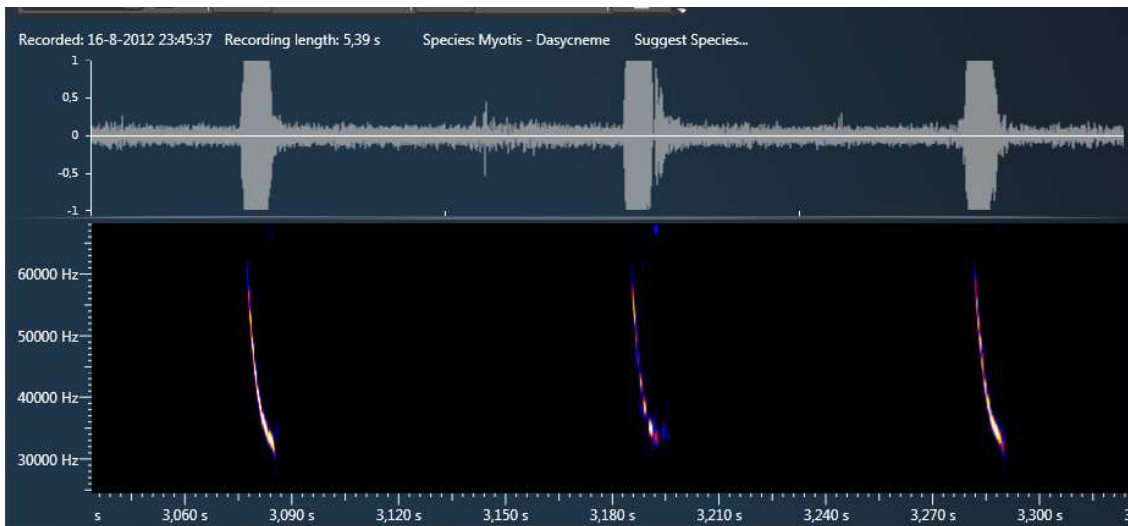 Recorded: 16-8-2012 23:45:37 Recording length: 5,39 s Species: Myotis - Dasycneme Suggest Species...
1
0,5
0
-0,5
-1
60000 Hz
50000 Hz
40000 Hz
30000 Hz
s 3,060 s 3,090 s 3,120 s 3,150 s 3,180 s 3,210 s 3,240 s 3,270 s 3,300 s